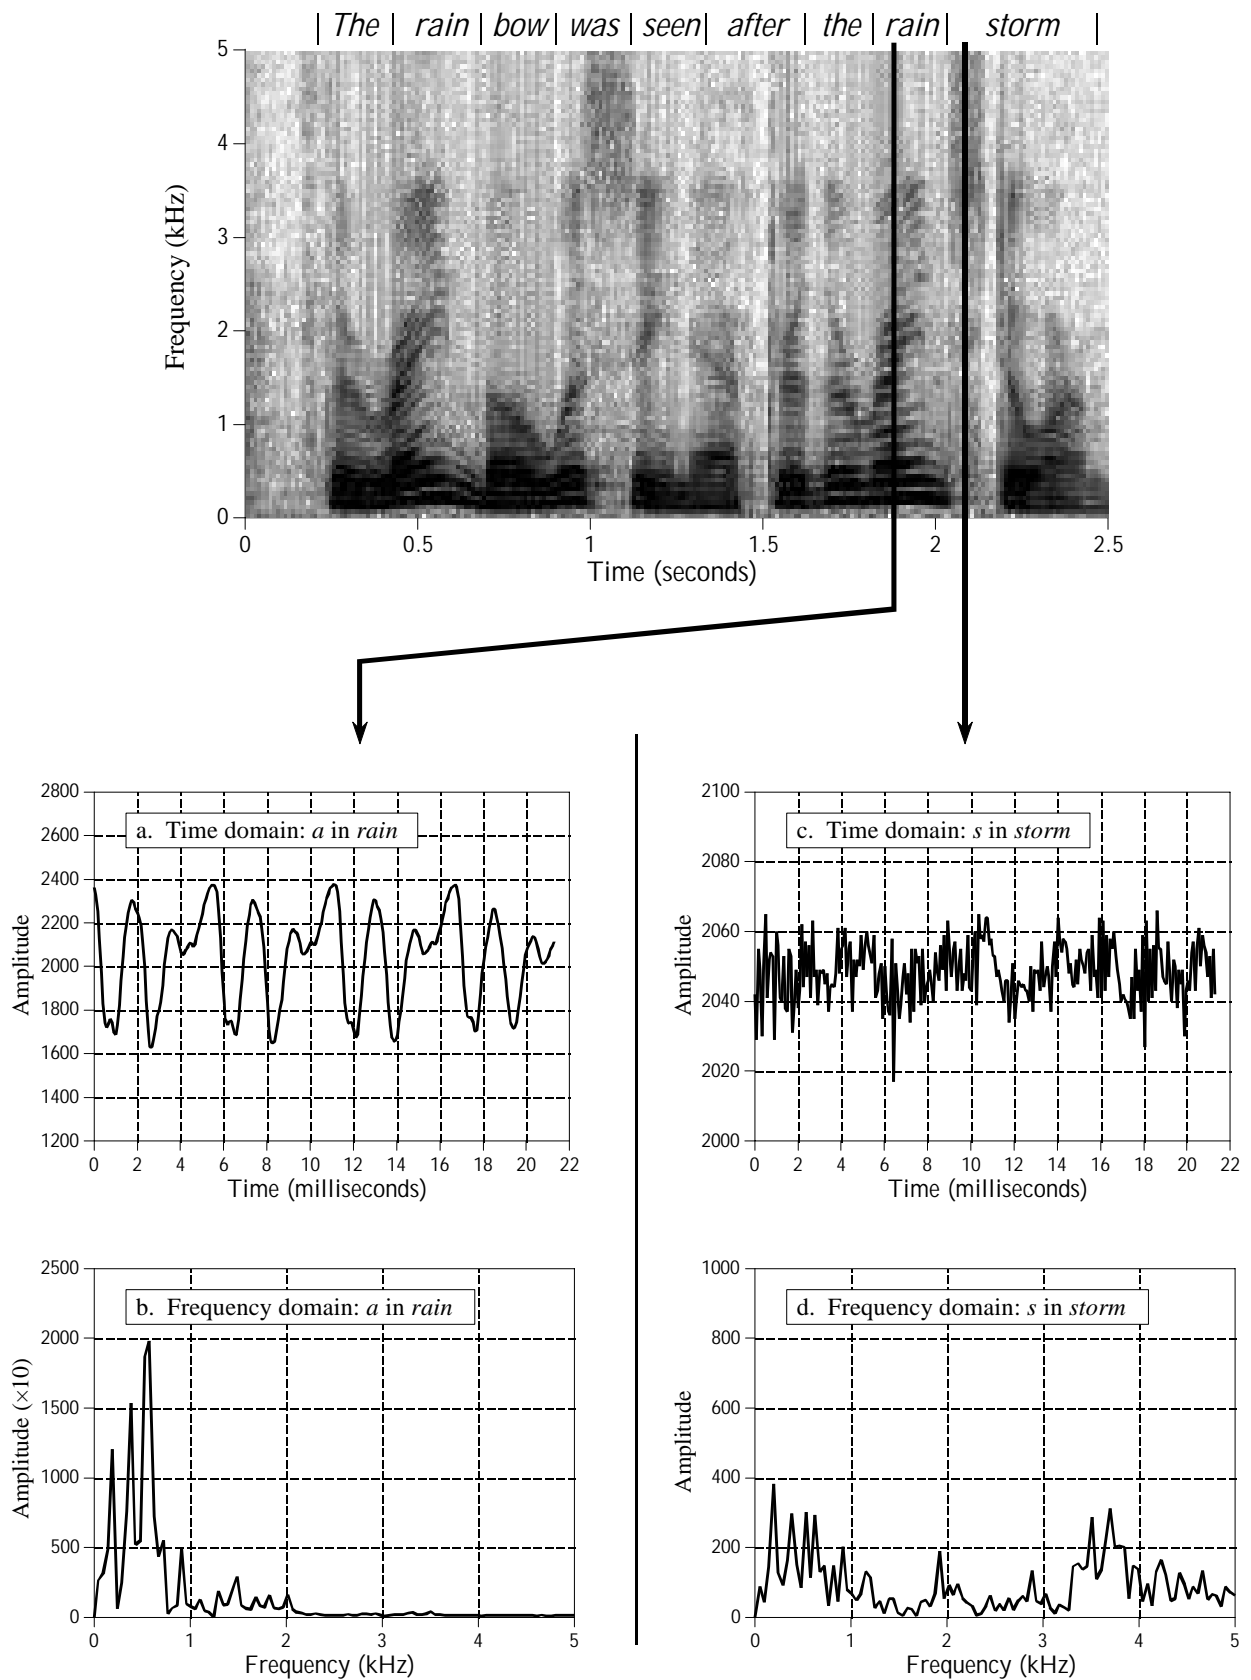 The | rain | bow | was | seen | after | the | rain | storm
5
4
3
2
1
0
Frequency (kHz)
0 0.5 1 1.5 2 2.5
Time (seconds)
a. Time domain: a in rain
2800
2600
2400
2200
2000
1800
1600
1400
1200
Amplitude
0 2 4 6 8 10 12 14 16 18 20 22
Time (milliseconds)
c. Time domain: s in storm
2100
2080
2060
2040
2020
2000
Amplitude
0 2 4 6 8 10 12 14 16 18 20 22
Time (milliseconds)
b. Frequency domain: a in rain
2500
2000
1500
1000
500
0
Amplitude (×10)
0 1 2 3 4 5
Frequency (kHz)
d. Frequency domain: s in storm
1000
800
600
400
200
0
Amplitude
0 1 2 3 4 5
Frequency (kHz)